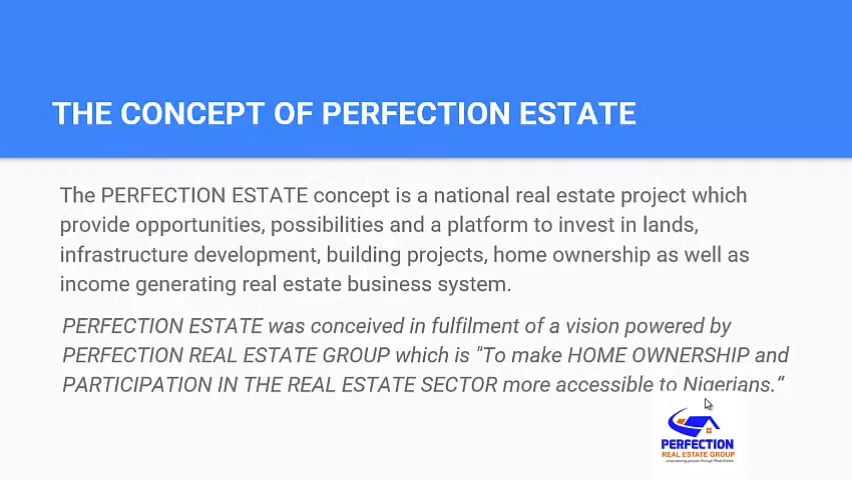 THE CONCEPT OF PERFECTION ESTATE
The PERFECTION ESTATE concept is a national real estate project which
provide opportunities, possibilities and a platform to invest in lands,
infrastructure development, building projects, home ownership as well as
income generating real estate business system.
PERFECTION ESTATE was conceived in fulfilment of a vision powered by
PERFECTION REAL ESTATE GROUP which is "To make HOME OWNERSHIP and
PARTICIPATION IN THE REAL ESTATE SECTOR more accessible to Nigerians.“
PERFECTION
REAL ESTATE GROUP